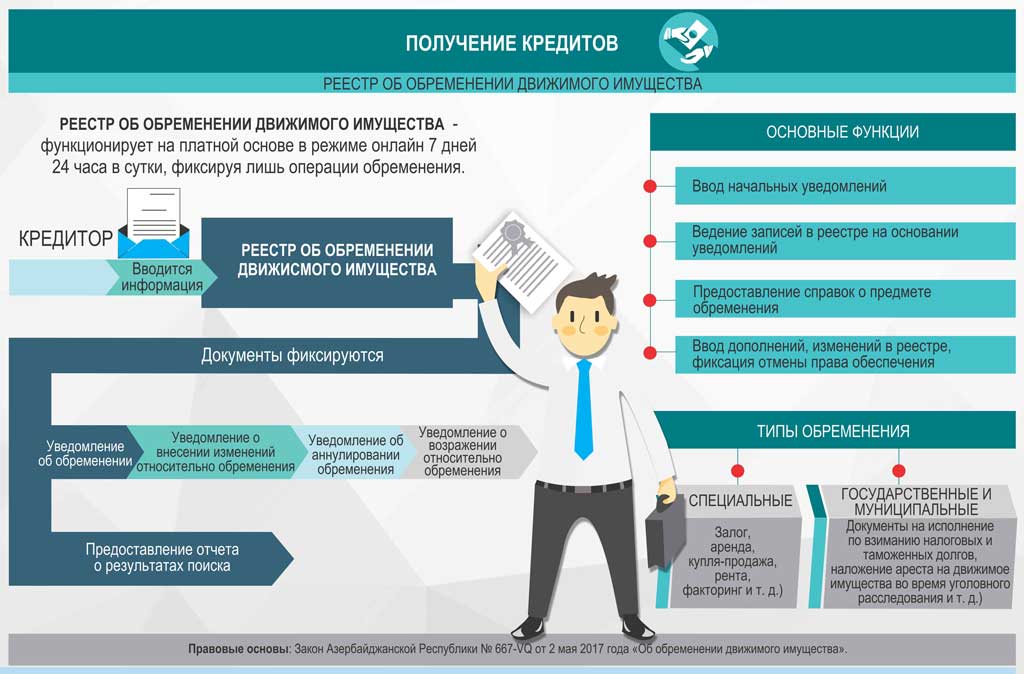 ПОЛУЧЕНИЕ КРЕДИТОВ
РЕЕСТР ОБ ОБРЕМЕНЕНИИ ДВИЖИМОГО ИМУЩЕСТВА
РЕЕСТР ОБ ОБРЕМЕНЕНИИ ДВИЖИМОГО ИМУЩЕСТВА -
функционирует на платной основе в режиме онлайн 7 дней
24 часа в сутки, фиксируя лишь операции обременения.
КРЕДИТОР
Вводится
информация
РЕЕСТР ОБ ОБРЕМЕНЕНИИ
ДВИЖИСМОГО ИМУЩЕСТВА
Документы фиксируются
Уведомление
об обременении
Уведомление о
внесении изменений
относительно обременения
Уведомление об
аннулировании
обременения
Уведомление о
возражении
относительно
обременения
Предоставление отчета
о результатах поиска
ОСНОВНЫЕ ФУНКЦИИ
Ввод начальных уведомлений
Ведение записей в реестре на основании
уведомлений
Предоставление справок о предмете
обременения
Ввод дополнений, изменений в реестре,
фиксация отмены права обеспечения
ТИПЫ ОБРЕМЕНЕНИЯ
СПЕЦИАЛЬНЫЕ
Залог,
аренда,
купля-продажа,
рента,
факторинг и т. д.)
ГОСУДАРСТВЕННЫЕ И
МУНИЦИПАЛЬНЫЕ
Документы на исполнение
по взиманию налоговых и
таможенных долгов,
наложение ареста на движимое
имущества во время уголовного
расследования и т. д.)
Правовые основы: Закон Азербайджанской Республики № 667-VQ от 2 мая 2017 года «Об обременении движимого имущества».